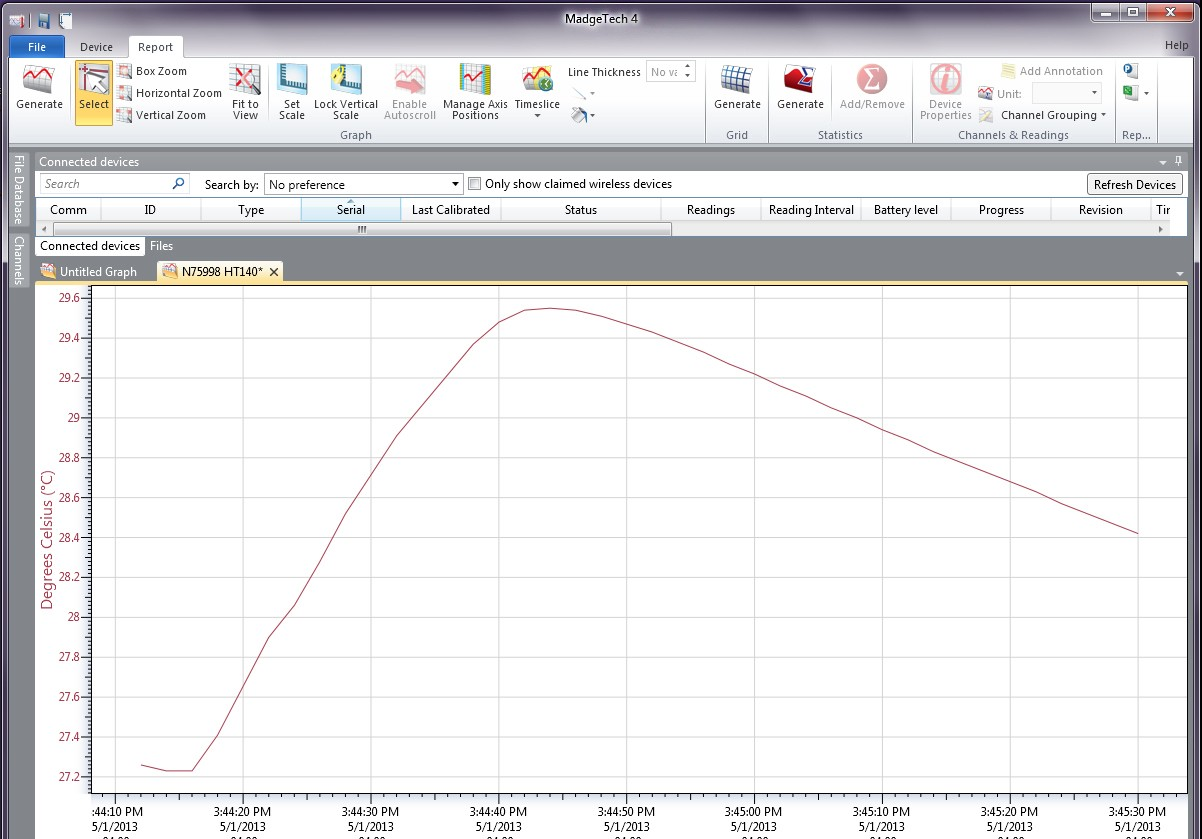 MadgeTech 4
File Device Report Help
Generate
Select
Box Zoom
Horizontal Zoom
Vertical Zoom
Fit to View
Set Scale
Lock Vertical Scale
Enable Autoscroll
Manage Axis Positions
Timeslice
Line Thickness No va
Graph
Generate
Grid
Generate
Add/Remove
Statistics
Device Properties
Add Annotation
Unit:
Channel Grouping
Channels & Readings
Rep...
File Database
Channels
Connected devices
Search
Search by: No preference
Only show claimed wireless devices
Refresh Devices
Comm ID Type Serial Last Calibrated Status Readings Reading Interval Battery level Progress Revision Tir
Connected devices Files
Untitled Graph N75998 HT140*
Degrees Celsius (°C)
29.6
29.4
29.2
29
28.8
28.6
28.4
28.2
28
27.8
27.6
27.4
27.2
:44:10 PM 3:44:20 PM 3:44:30 PM 3:44:40 PM 3:44:50 PM 3:45:00 PM 3:45:10 PM 3:45:20 PM 3:45:30 PM
5/1/2013 5/1/2013 5/1/2013 5/1/2013 5/1/2013 5/1/2013 5/1/2013 5/1/2013 5/1/2013